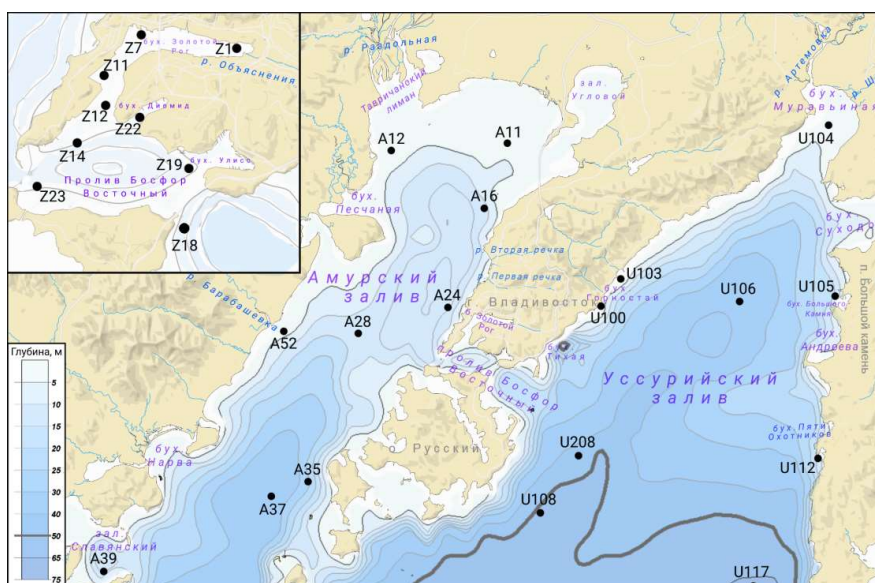 Z7
бух. Золотой
Рог
Z1
р. Объяснения
Z11
Z12
бух. Диомид
Z22
Z14
Z19
бух. Улисс
Пролив Босфор
Восточный
Z23
Z18
р. Раздольная
Тавричанский
лиман
зал.
Угловой
р. Артемовка
бух.
Муравьиная
U104
A12
A11
A16
бух.
Песчаная
бух.
р. Вторая речка
р. Первая речка
Амурский
залив
U103
бух.
Горностай
U106
U105
бух. Большого
Камня
п. Большой камень
Барабашевка
A24
г. Владивосток
U100
б. Золотой
Рог
A28
A52
бух.
Тихая
бух.
Андреева
пролив Босфор
Восточный
Уссурийский
залив
Глубина, м
5
10
15
20
25
30
40
50
65
75
о. Русский
бух. Пяти
Охотников
U208
U112
бух.
Нарва
A35
A37
U108
зал.
Славянский
A39
U117